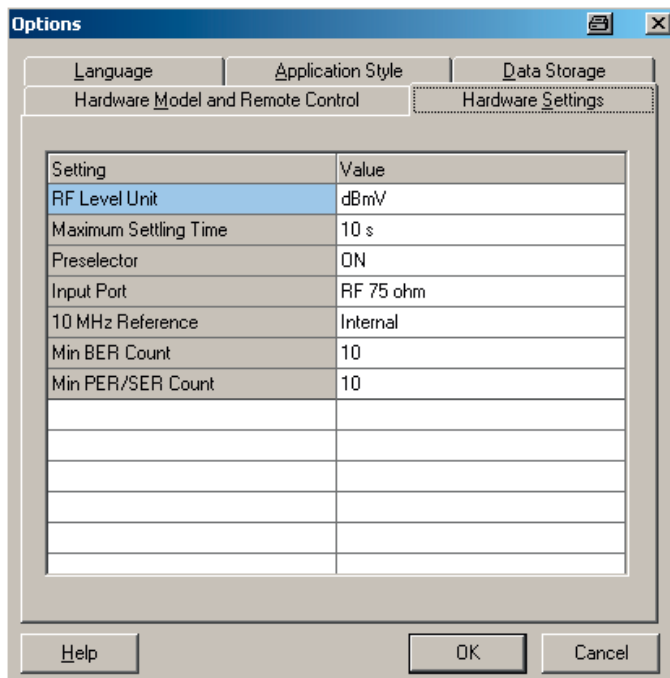 Options
Language Application Style Data Storage
Hardware Model and Remote Control Hardware Settings
Setting Value
RF Level Unit dBmV
Maximum Settling Time 10 s
Preselector ON
Input Port RF 75 ohm
10 MHz Reference Internal
Min BER Count 10
Min PER/SER Count 10
Help OK Cancel